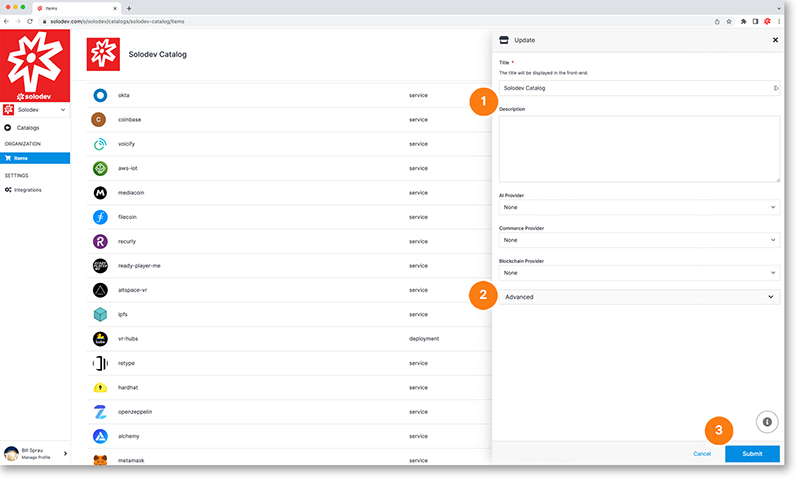 Items
solodev.com/o/solodev/catalogs/solodev-catalog/items
solodev
Solodev
Catalogs
ORGANIZATION
Items
SETTINGS
Integrations
Bill Sprau
Manage Profile
Solodev Catalog
okta service
coinbase service
voicify service
aws-iot service
mediacoin service
filecoin service
recurly service
ready-player-me service
altspace-vr service
ipfs service
vr-hubs deployment
retype service
hardhat service
openzeppelin service
alchemy service
metamask service
Update
Title *
The title will be displayed in the front-end.
1
Solodev Catalog
Description
AI Provider
None
Commerce Provider
None
Blockchain Provider
None
2
Advanced
3
Cancel
Submit